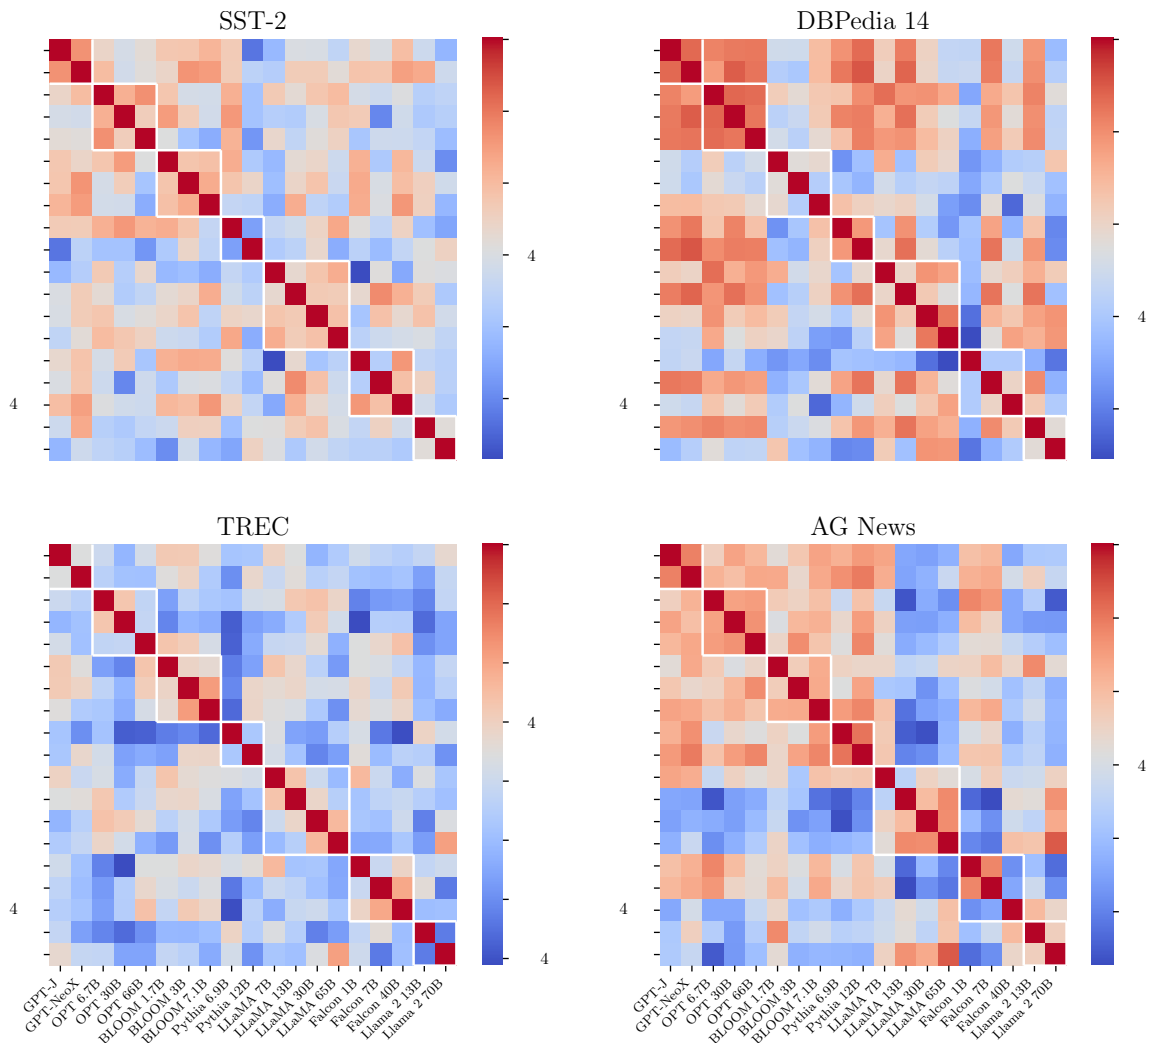 SST-2
DBPedia 14
4
4
4
4
TREC
AG News
4
4
4
4
4
GPT-J
GPT-NeoX
OPT 6.7B
OPT 30B
OPT 66B
BLOOM 1.7B
BLOOM 3B
BLOOM 7.1B
Pythia 6.9B
Pythia 12B
LLaMA 7B
LLaMA 13B
LLaMA 30B
LLaMA 65B
Falcon 1B
Falcon 7B
Falcon 40B
Llama 2 13B
Llama 2 70B
GPT-J
GPT-NeoX
OPT 6.7B
OPT 30B
OPT 66B
BLOOM 1.7B
BLOOM 3B
BLOOM 7.1B
Pythia 6.9B
Pythia 12B
LLaMA 7B
LLaMA 13B
LLaMA 30B
LLaMA 65B
Falcon 1B
Falcon 7B
Falcon 40B
Llama 2 13B
Llama 2 70B